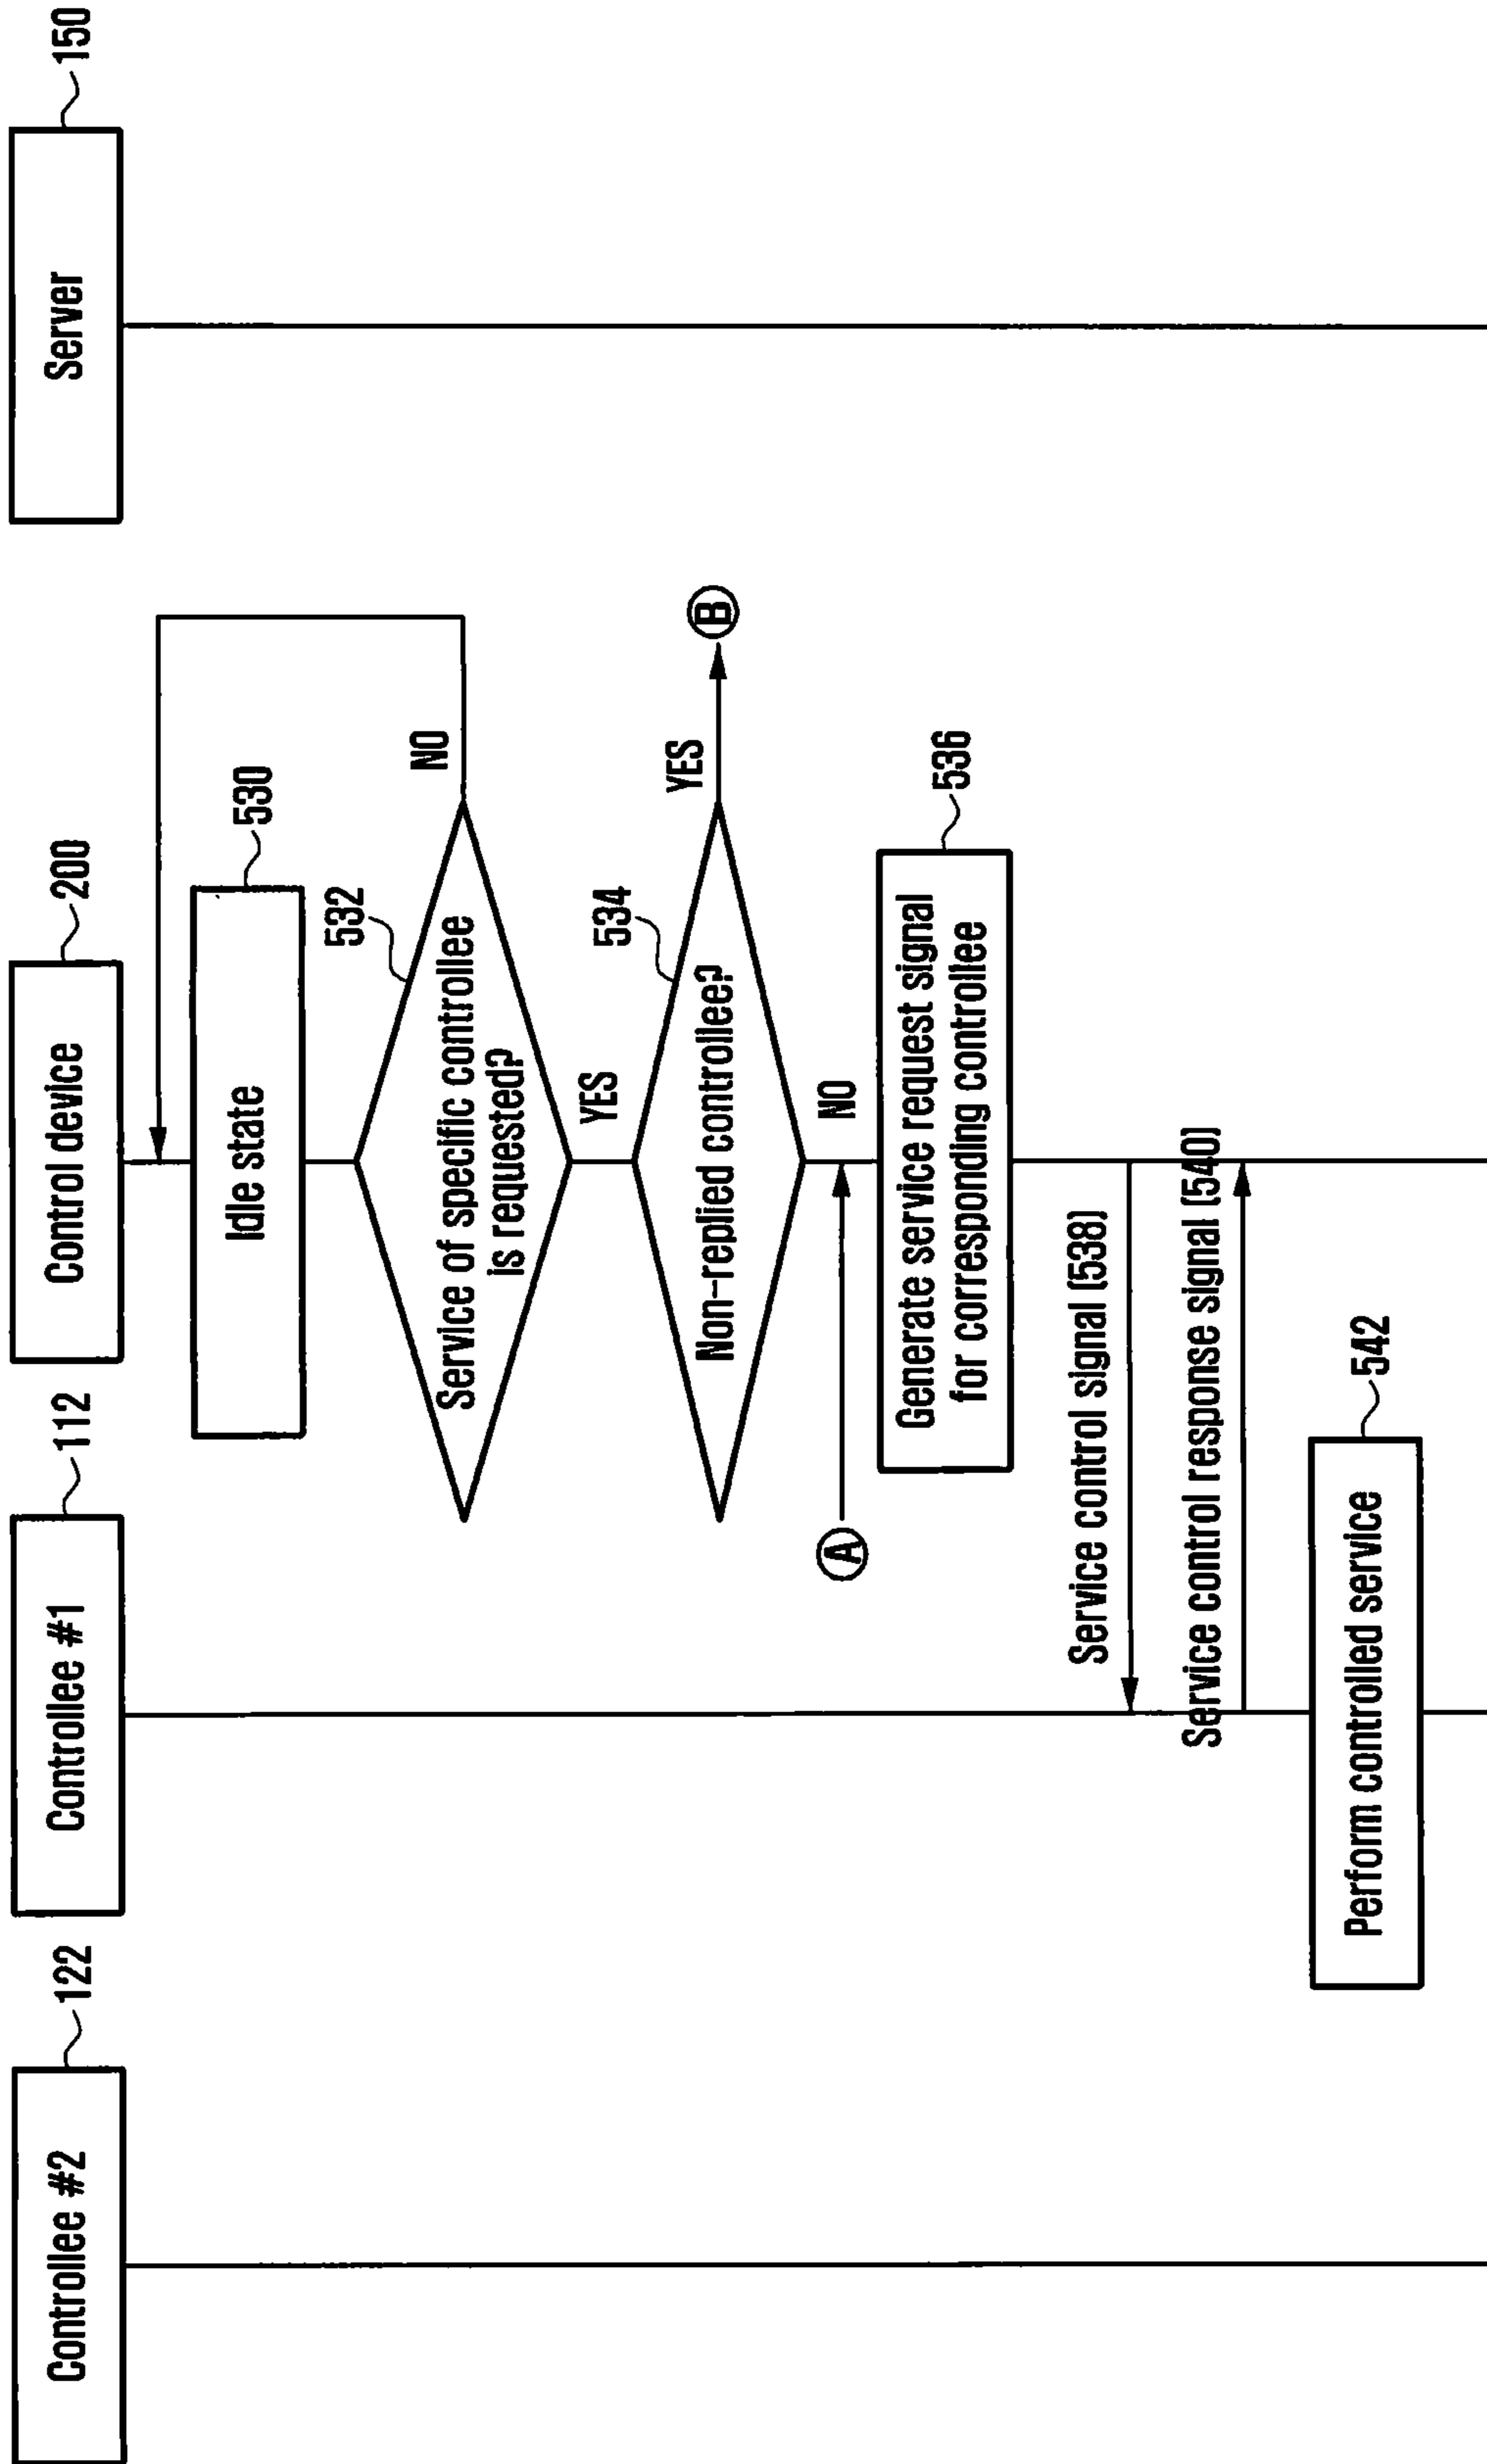 Controllee #2
122
Controllee #1
112
Control device
200
Server
150
Idle state
530
532
Service of specific controllee
is requested?
NO
YES
534
Non-replied controllee?
YES
B
NO
A
Generate service request signal
for corresponding controllee
536
Service control signal (538)
Service control response signal (540)
Perform controlled service
542